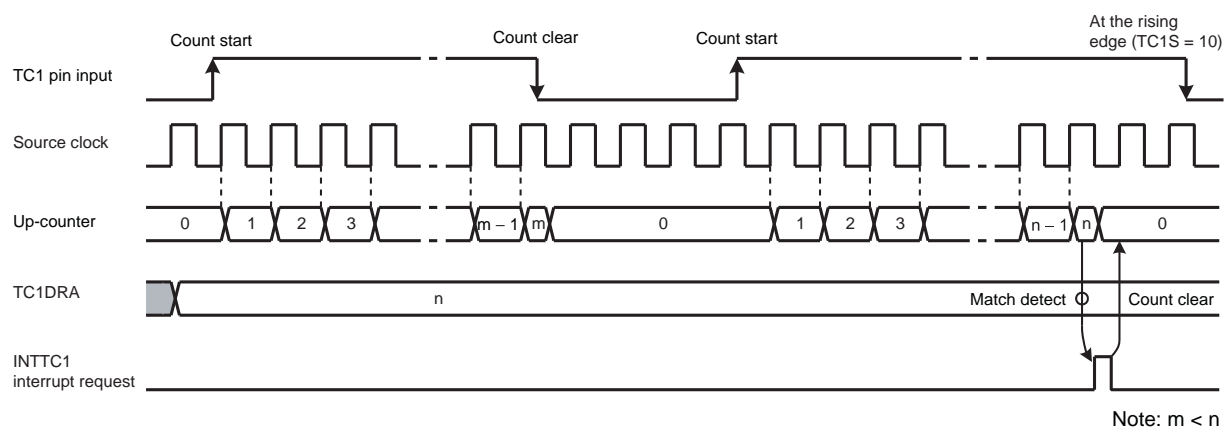 At the rising
edge (TC1S = 10)
Count start
Count clear
Count start
TC1 pin input
Source clock
Up-counter
0 1 2 3 m – 1 m 0 1 2 3 n – 1 n 0
TC1DRA
n
Match detect
Count clear
INTTC1
interrupt request
Note: m < n